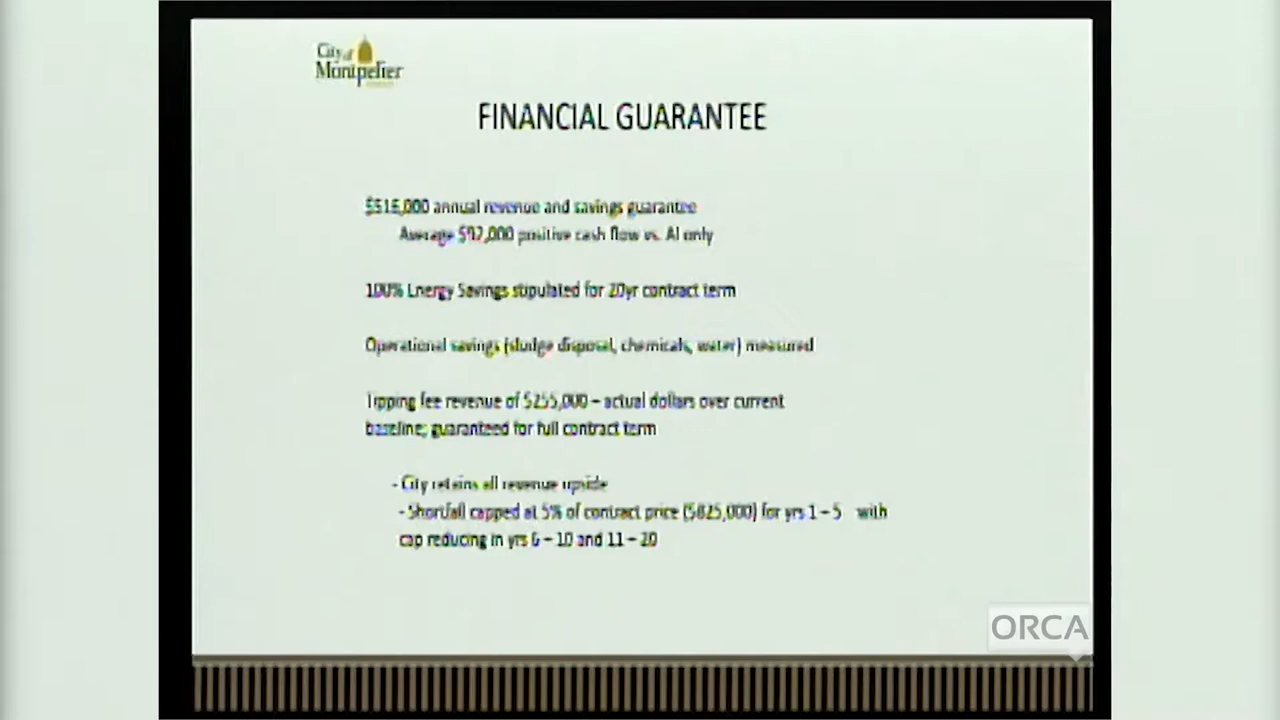 City of
Montpelier
FINANCIAL GUARANTEE
annual revenue and savings guarantee
Average positive cash flow vs. AI only
100% Energy Savings stipulated for 20yr contract term
Operational savings (sludge disposal, chemicals, water) measured
Tipping fee revenue of $255,000 – actual dollars over current
baseline; guaranteed for full contract term
- City retains all revenue upside
- Shortfall capped at 5% of contract price ($825,000) for yrs 1 – 5 with
cap reducing in yrs 6 – 10 and 11 – 20
ORCA